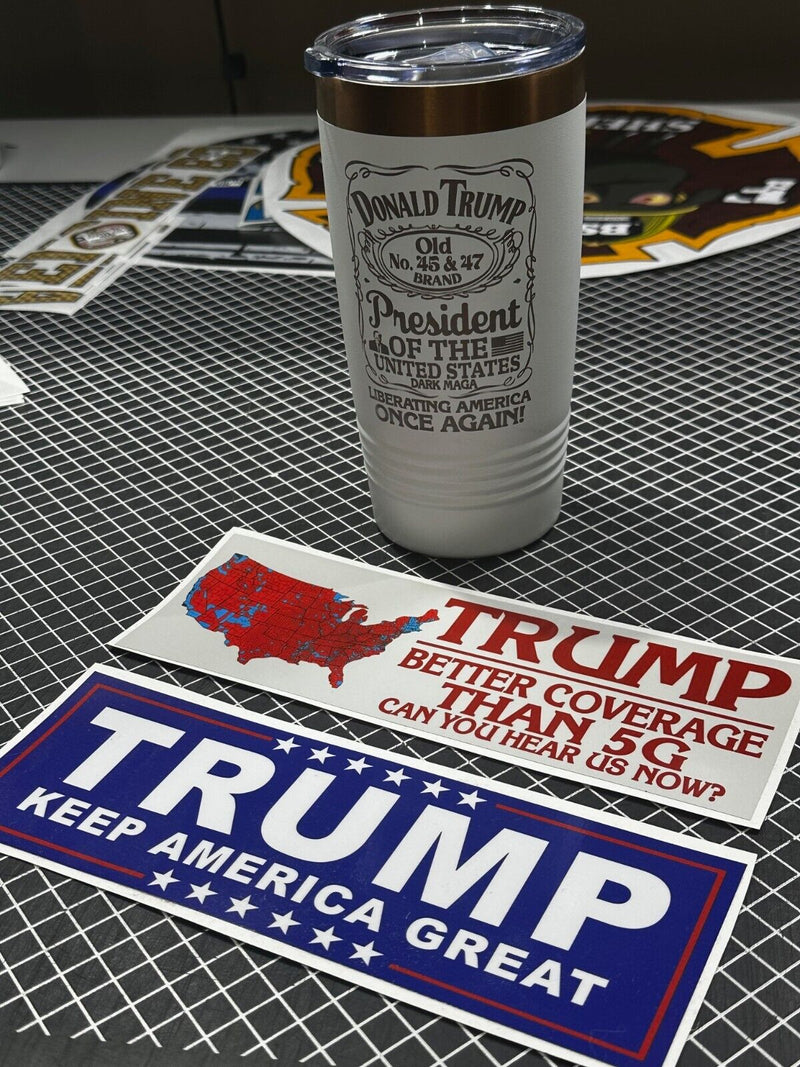 DONALD TRUMP
Old
No. 45 & 47
BRAND
President
OF THE
UNITED STATES
DARK MAGA
LIBERATING AMERICA
ONCE AGAIN!
TRUMP
BETTER COVERAGE
THAN 5G
CAN YOU HEAR US NOW?
TRUMP
KEEP AMERICA GREAT